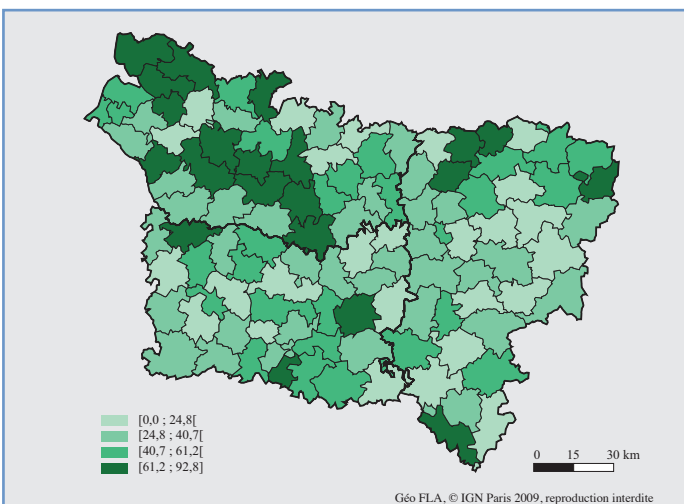 [0,0 ; 24,8[
[24,8 ; 40,7[
[40,7 ; 61,2[
[61,2 ; 92,8]
0 15 30 km
Géo FLA, © IGN Paris 2009, reproduction interdite